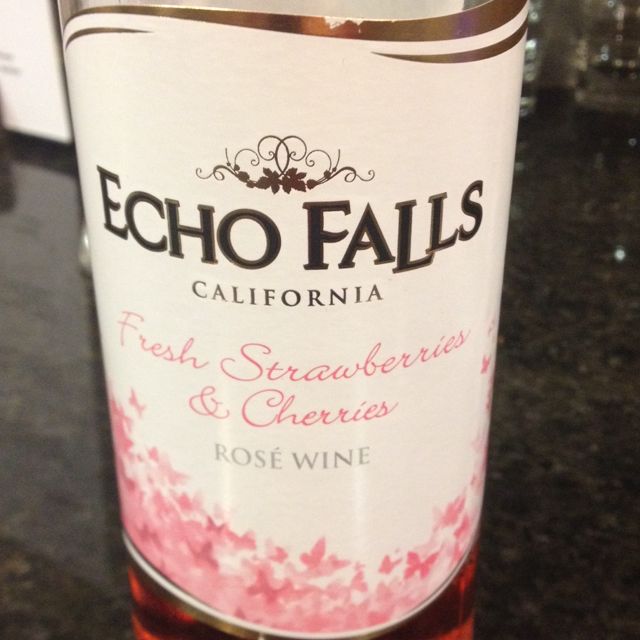 ECHO FALLS
CALIFORNIA
Fresh Strawberries
& Cherries
ROSÉ WINE